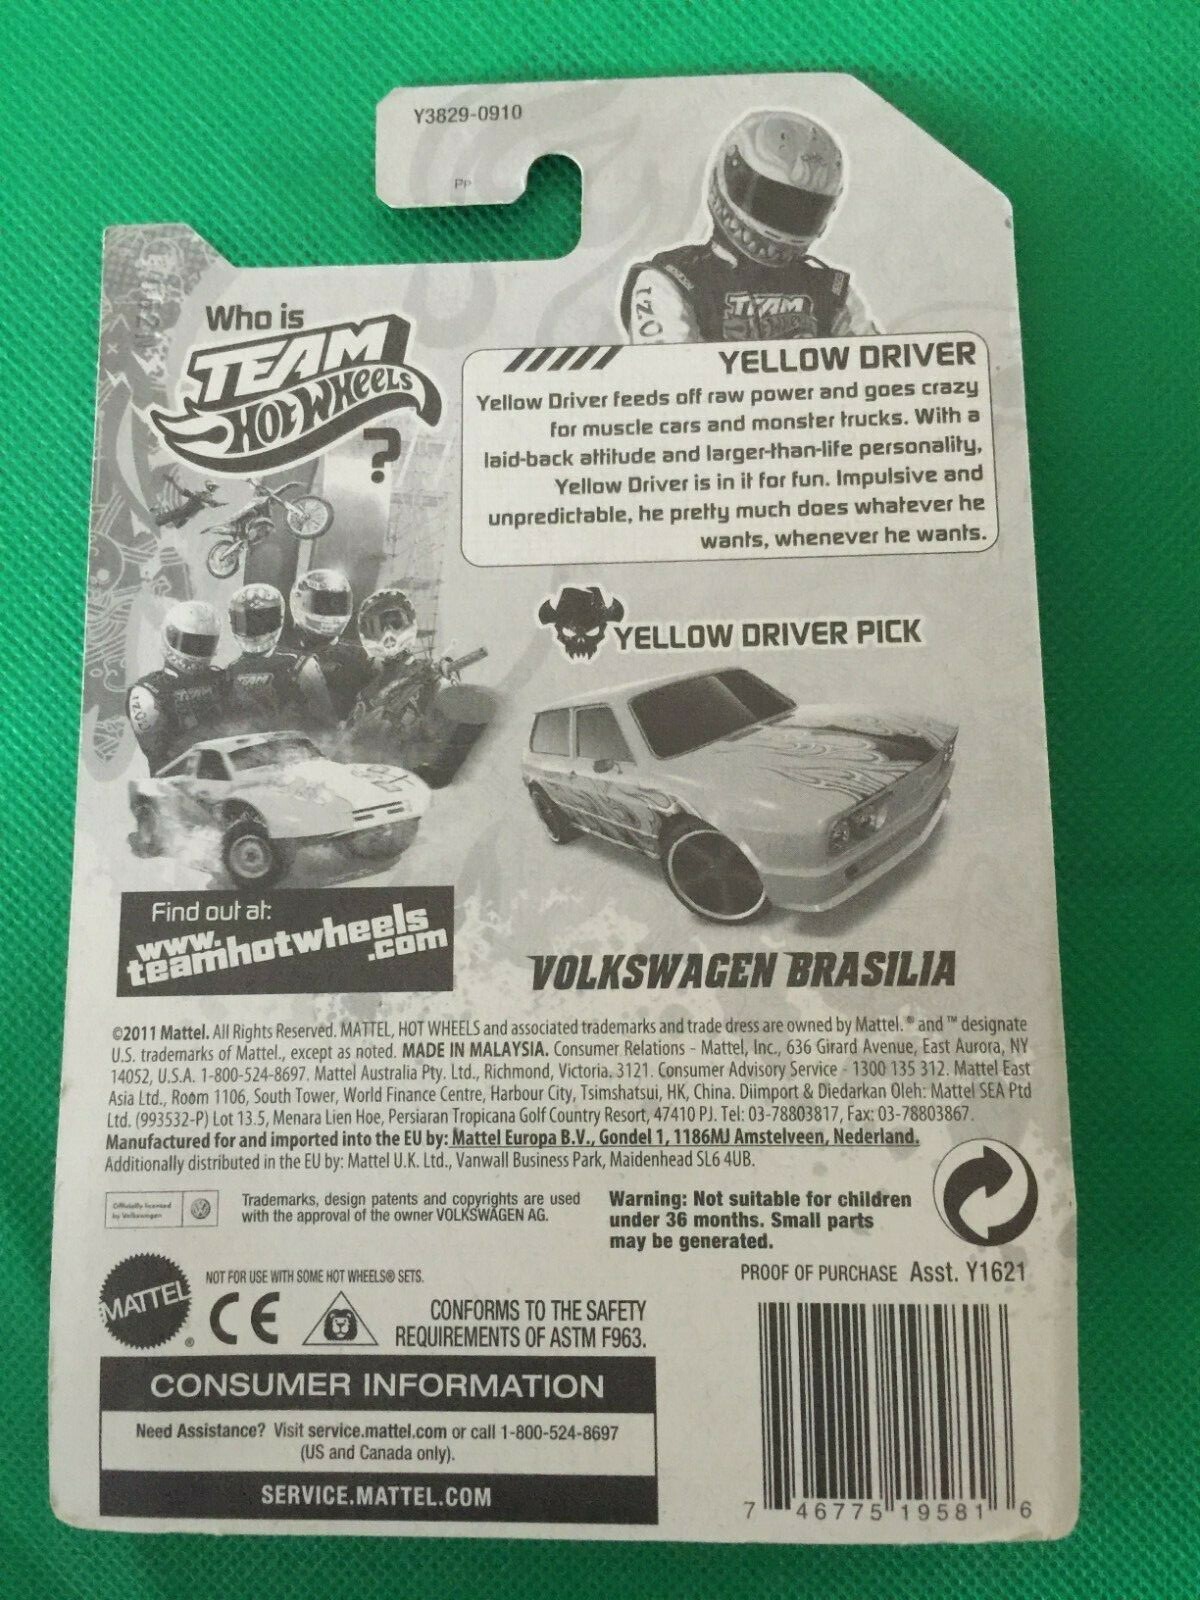 Y3829-0910
PP
Who is
TEAM
HOT WHEELS
?
TEAM
YELLOW DRIVER
Yellow Driver feeds off raw power and goes crazy
for muscle cars and monster trucks. With a
laid-back attitude and larger-than-life personality,
Yellow Driver is in it for fun. Impulsive and
unpredictable, he pretty much does whatever he
wants, whenever he wants.
YELLOW DRIVER PICK
Find out at:
www.
teamhotwheels
.com
VOLKSWAGEN BRASILIA
©2011 Mattel. All Rights Reserved. MATTEL, HOT WHEELS and associated trademarks and trade dress are owned by Mattel. ® and ™ designate
U.S. trademarks of Mattel., except as noted. MADE IN MALAYSIA. Consumer Relations - Mattel, Inc., 636 Girard Avenue, East Aurora, NY
14052, U.S.A. 1-800-524-8697. Mattel Australia Pty. Ltd., Richmond, Victoria. 3121. Consumer Advisory Service - 1300 135 312. Mattel East
Asia Ltd., Room 1106, South Tower, World Finance Centre, Harbour City, Tsimshatsui, HK, China. Diimport & Diedarkan Oleh: Mattel SEA Ptd
Ltd. (993532-P) Lot 13.5, Menara Lien Hoe, Persiaran Tropicana Golf Country Resort, 47410 PJ. Tel: 03-78803817, Fax: 03-78803867.
Manufactured for and imported into the EU by: Mattel Europa B.V., Gondel 1, 1186MJ Amstelveen, Nederland.
Additionally distributed in the EU by: Mattel U.K. Ltd., Vanwall Business Park, Maidenhead SL6 4UB.
Officially licensed
by Volkswagen
Trademarks, design patents and copyrights are used
with the approval of the owner VOLKSWAGEN AG.
Warning: Not suitable for children
under 36 months. Small parts
may be generated.
MATTEL®
NOT FOR USE WITH SOME HOT WHEELS® SETS.
CE
CONFORMS TO THE SAFETY
REQUIREMENTS OF ASTM F963.
PROOF OF PURCHASE Asst. Y1621
CONSUMER INFORMATION
Need Assistance? Visit service.mattel.com or call 1-800-524-8697
(US and Canada only).
SERVICE.MATTEL.COM
7 46775 19581 6